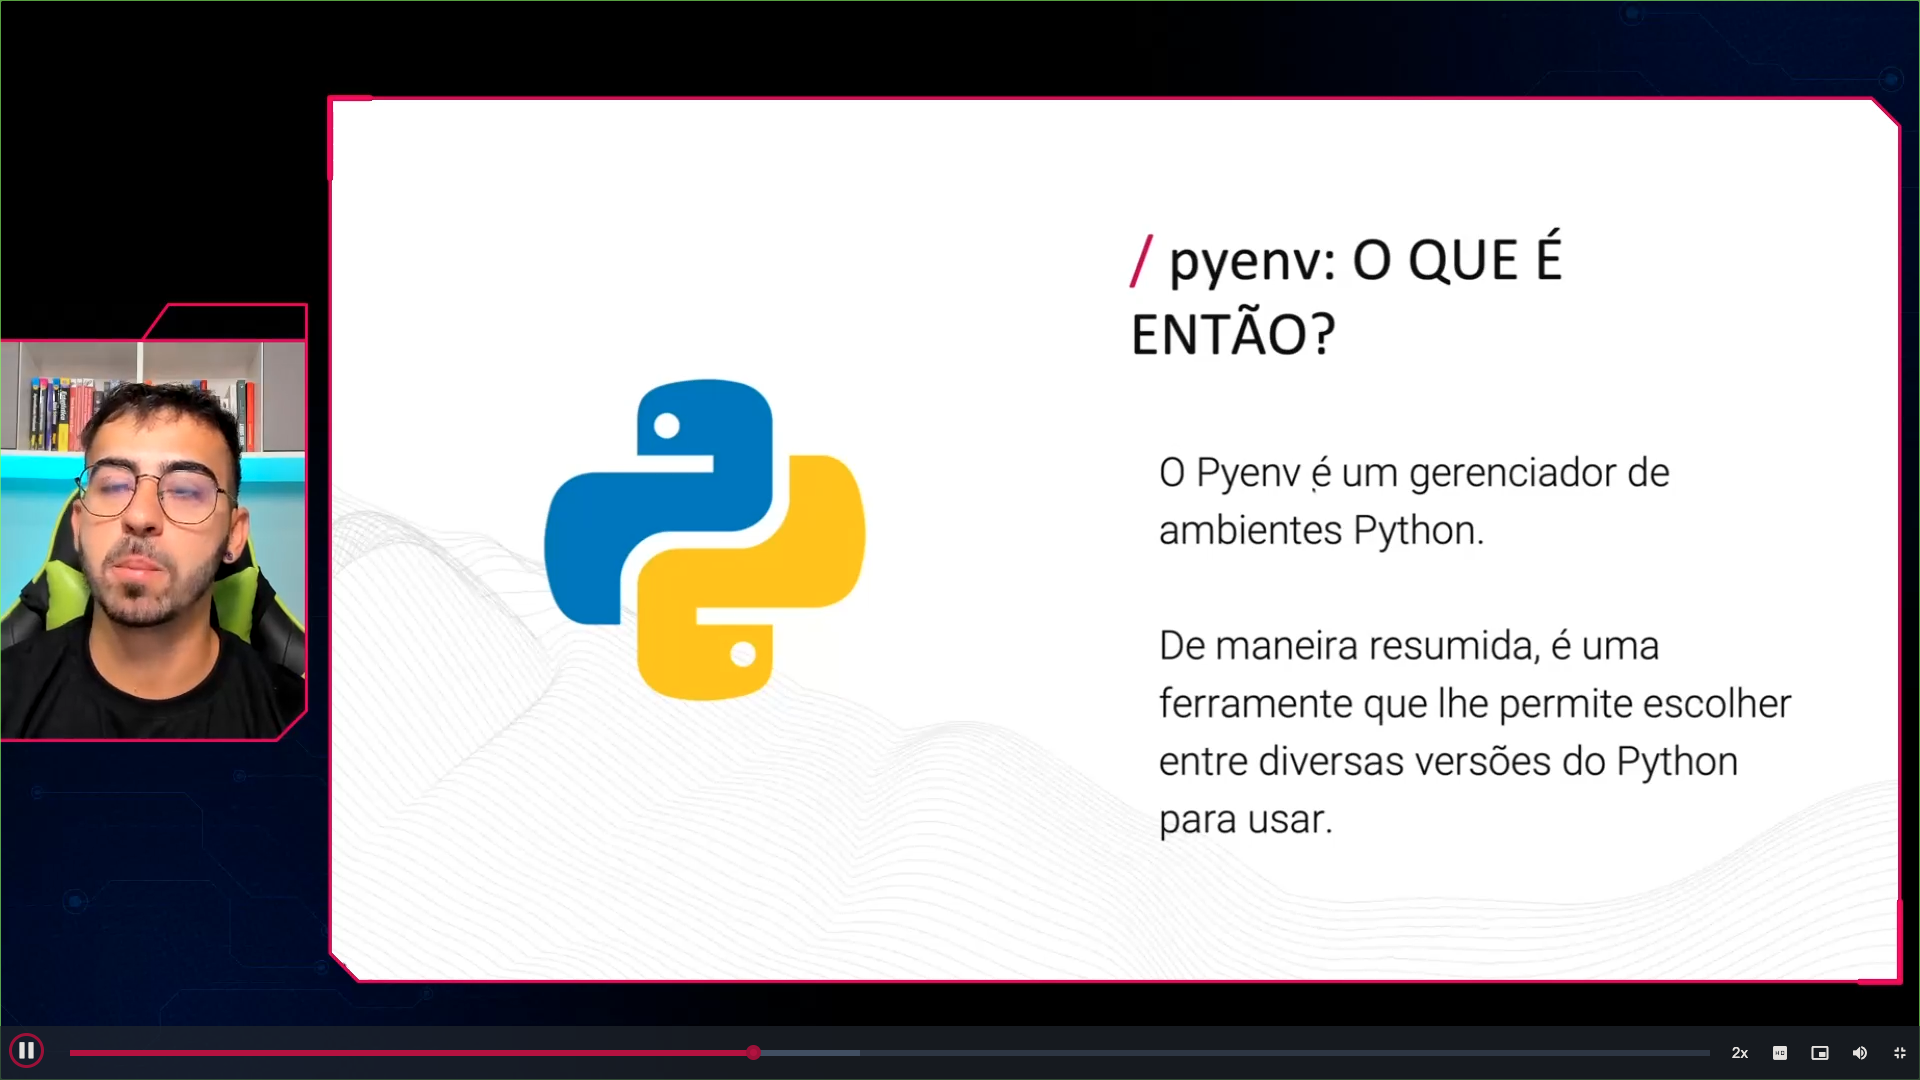 / pyenv: O QUE É
ENTÃO?
O Pyenv é um gerenciador de
ambientes Python.
De maneira resumida, é uma
ferramente que lhe permite escolher
entre diversas versões do Python
para usar.
2x
HD